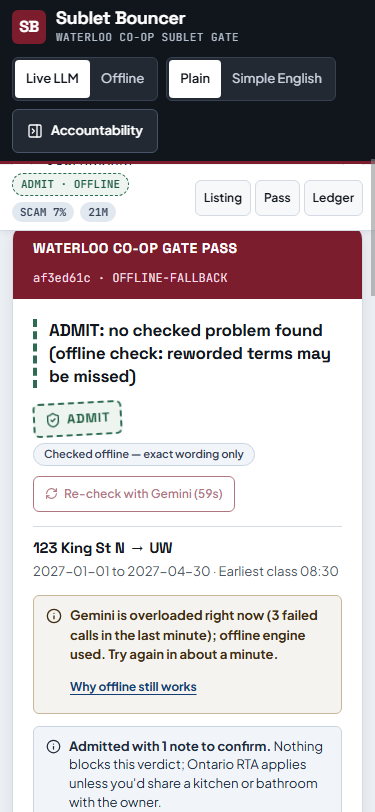 SB
Sublet Bouncer
WATERLOO CO-OP SUBLET GATE
Live LLM
Offline
Plain
Simple English
Accountability
ADMIT · OFFLINE
SCAM 7%
21M
Listing
Pass
Ledger
WATERLOO CO-OP GATE PASS
af3ed61c · OFFLINE-FALLBACK
ADMIT: no checked problem found
(offline check: reworded terms may
be missed)
ADMIT
Checked offline — exact wording only
Re-check with Gemini (59s)
123 King St N → UW
2027-01-01 to 2027-04-30 · Earliest class 08:30
Gemini is overloaded right now (3 failed
calls in the last minute); offline engine
used. Try again in about a minute.
Why offline still works
Admitted with 1 note to confirm. Nothing
blocks this verdict; Ontario RTA applies
unless you'd share a kitchen or bathroom
with the owner.